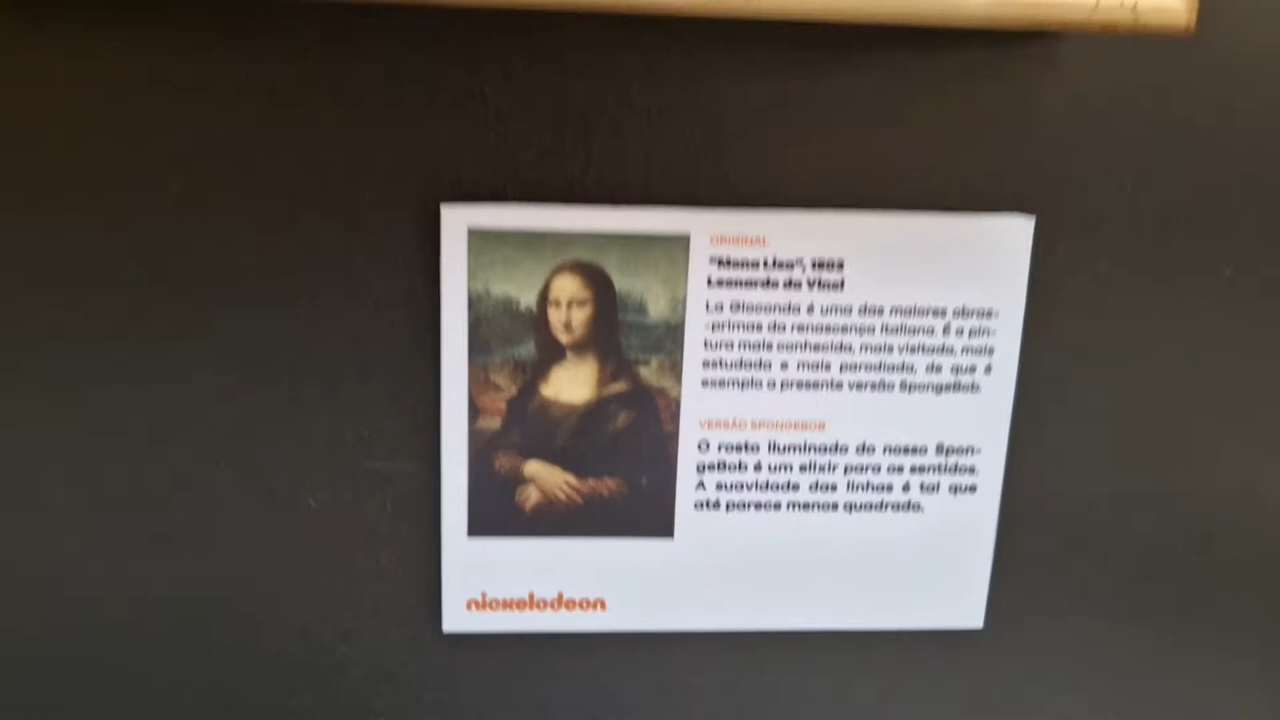 ORIGINAL
"Mona Lisa", 1503
Leonardo da Vinci
La Gioconda é uma das maiores obras-
-primas da renascença italiana. É a pin-
tura mais conhecida, mais visitada, mais
estudada e mais parodiada, de que é
exemplo a presente versão SpongeBob.
VERSÃO SPONGEBOB
O rosto iluminado do nosso Spon-
geBob é um elixir para os sentidos.
A suavidade das linhas é tal que
até parece menos quadrado.
nickelodeon